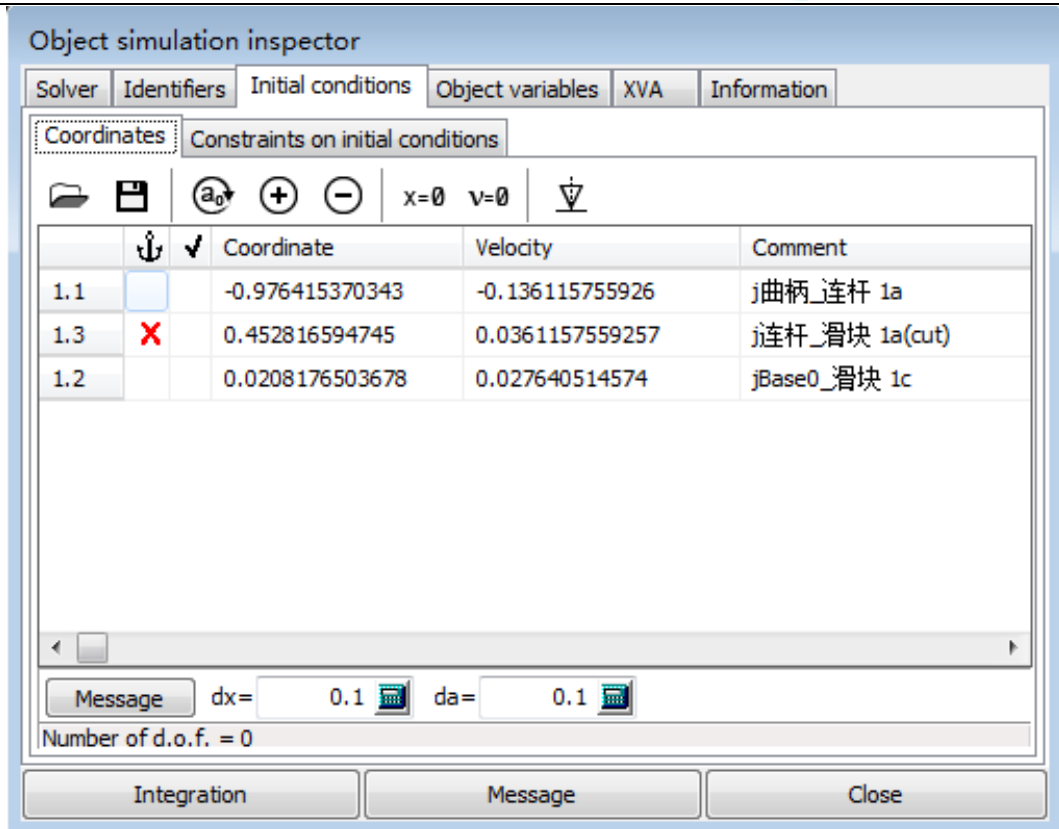 Object simulation inspector
Solver Identifiers Initial conditions Object variables XVA Information
Coordinates Constraints on initial conditions
a₀ x=0 v=0
Coordinate Velocity Comment
1.1 -0.976415370343 -0.136115755926 j曲柄_连杆 1a
1.3 0.452816594745 0.0361157559257 j连杆_滑块 1a(cut)
1.2 0.0208176503678 0.027640514574 jBase0_滑块 1c
Message dx= 0.1 da= 0.1
Number of d.o.f. = 0
Integration Message Close